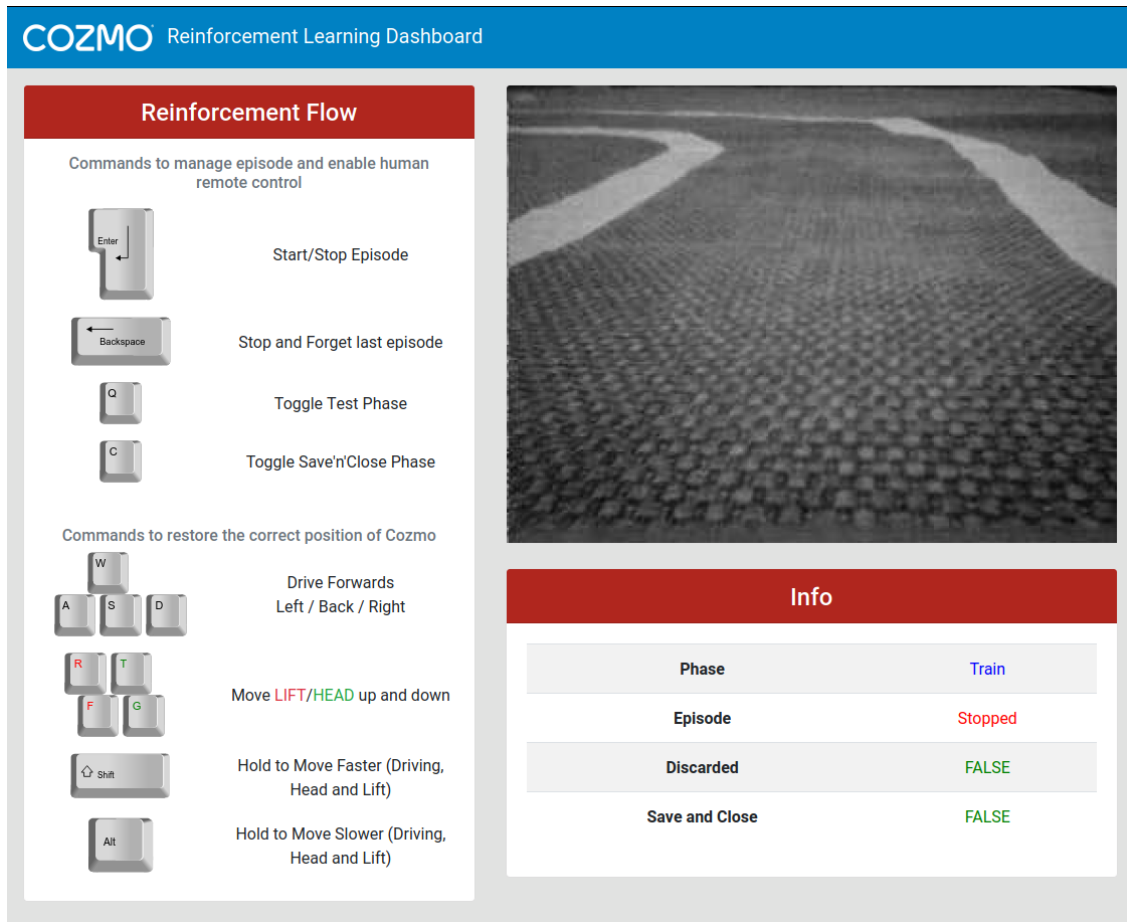 COZMO Reinforcement Learning Dashboard
Reinforcement Flow
Commands to manage episode and enable human
remote control
Enter
Start/Stop Episode
Backspace
Stop and Forget last episode
Q
Toggle Test Phase
C
Toggle Save'n'Close Phase
Commands to restore the correct position of Cozmo
W
A S D
Drive Forwards
Left / Back / Right
R T
F G
Move LIFT/HEAD up and down
Shift
Hold to Move Faster (Driving,
Head and Lift)
Alt
Hold to Move Slower (Driving,
Head and Lift)
Info
Phase Train
Episode Stopped
Discarded FALSE
Save and Close FALSE